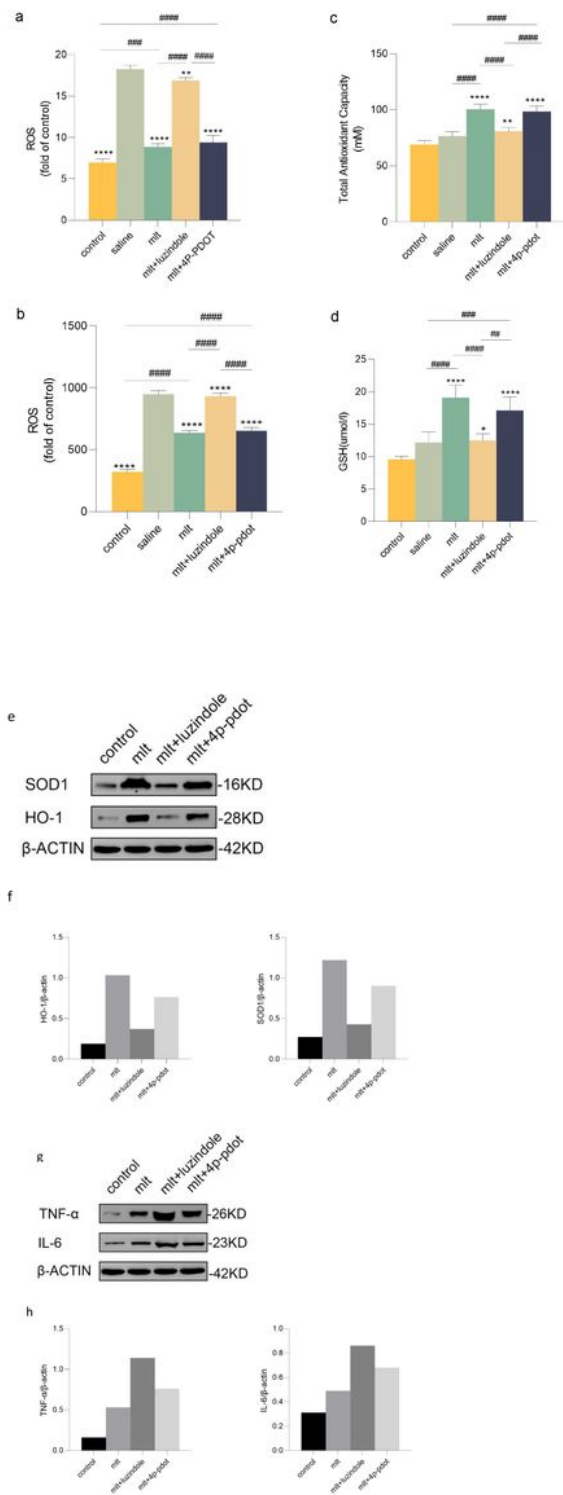 a
####
###
#### ####
ROS
(fold of control)
20
15
10
5
0
****
****
**
****
control
saline
mlt
mlt+luzindole
mlt+4P-PDOT
c
####
####
####
####
Total Antioxidant Capacity
(mM)
150
125
100
75
50
25
0
****
**
****
control
saline
mlt
mlt+luzindole
mlt+4p-pdot
b
####
####
####
####
ROS
(fold of control)
1500
1000
500
0
****
****
****
****
control
saline
mlt
mlt+luzindole
mlt+4p-pdot
d
###
##
####
####
GSH(umol/l)
25
20
15
10
5
0
****
*
****
control
saline
mlt
mlt+luzindole
mlt+4p-pdot
e
control
mlt
mlt+luzindole
mlt+4p-pdot
SOD1 -16KD
HO-1 -28KD
β-ACTIN -42KD
f
HO-1/β-actin
1.5
1.0
0.5
0.0
control
mlt
mlt+luzindole
mlt+4p-pdot
SOD1/β-actin
1.5
1.0
0.5
0.0
control
mlt
mlt+luzindole
mlt+4p-pdot
g
control
mlt
mlt+luzindole
mlt+4p-pdot
TNF-α -26KD
IL-6 -23KD
β-ACTIN -42KD
h
TNF-α/β-actin
1.5
1.0
0.5
0.0
control
mlt
mlt+luzindole
mlt+4p-pdot
IL-6/β-actin
1.0
0.8
0.6
0.4
0.2
0.0
control
mlt
mlt+luzindole
mlt+4p-pdot